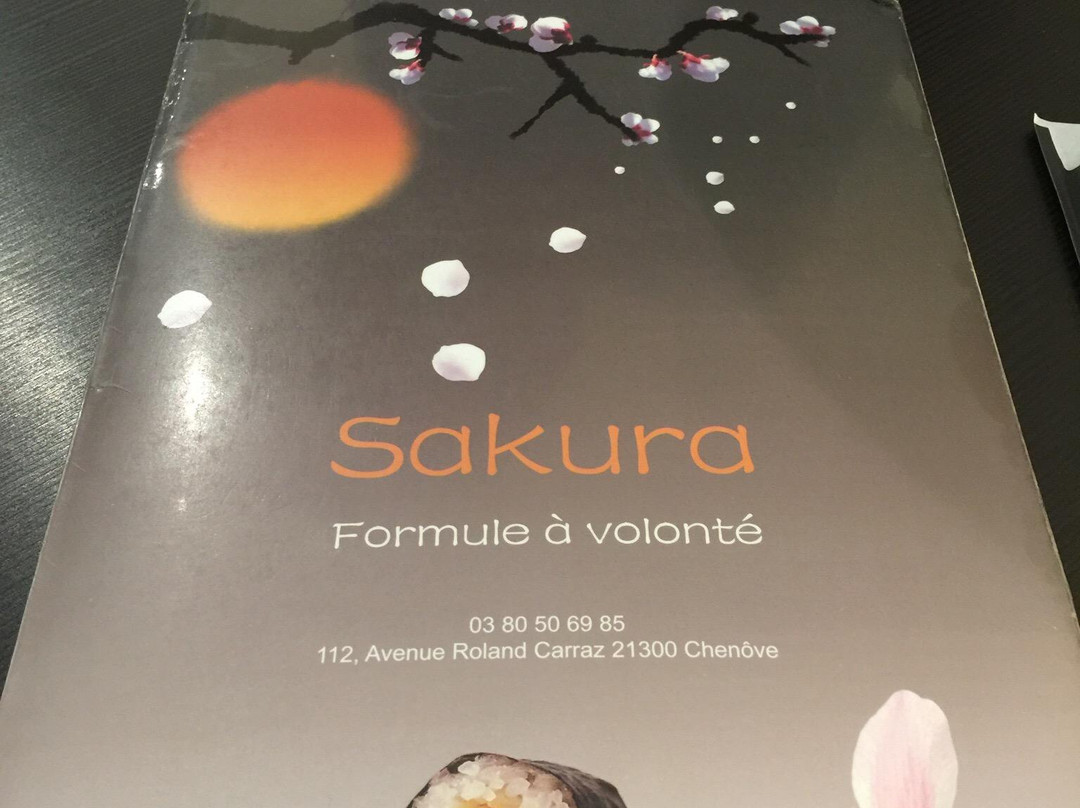 Sakura
Formule à volonté
03 80 50 69 85
112, Avenue Roland Carraz 21300 Chenôve